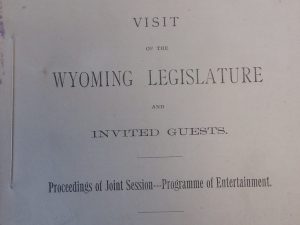 VISIT
OF THE
WYOMING LEGISLATURE
AND
INVITED GUESTS.
Proceedings of Joint Session---Programme of Entertainment.